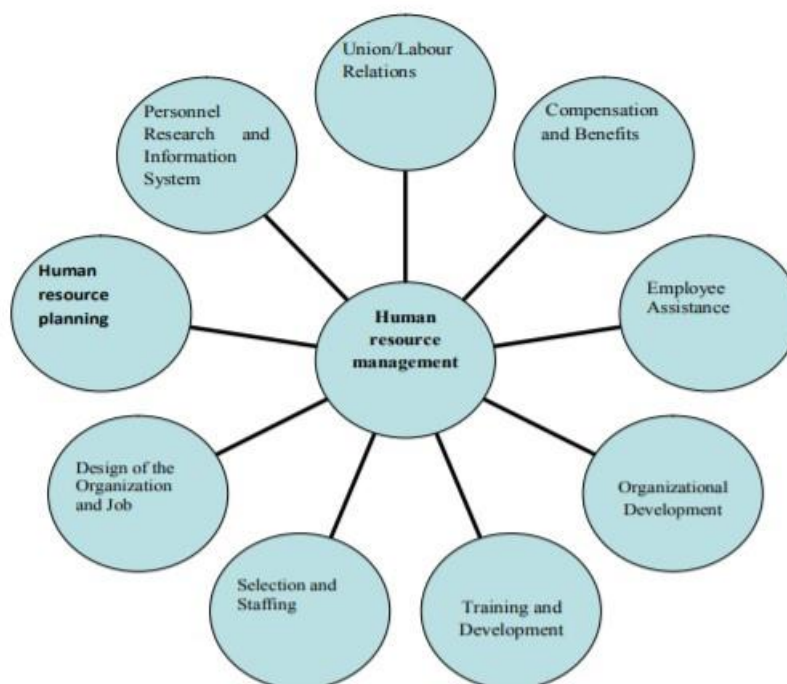 Union/Labour
Relations
Compensation
and Benefits
Employee
Assistance
Organizational
Development
Training and
Development
Selection and
Staffing
Design of the
Organization
and Job
Human
resource
planning
Personnel
Research and
Information
System
Human
resource
management